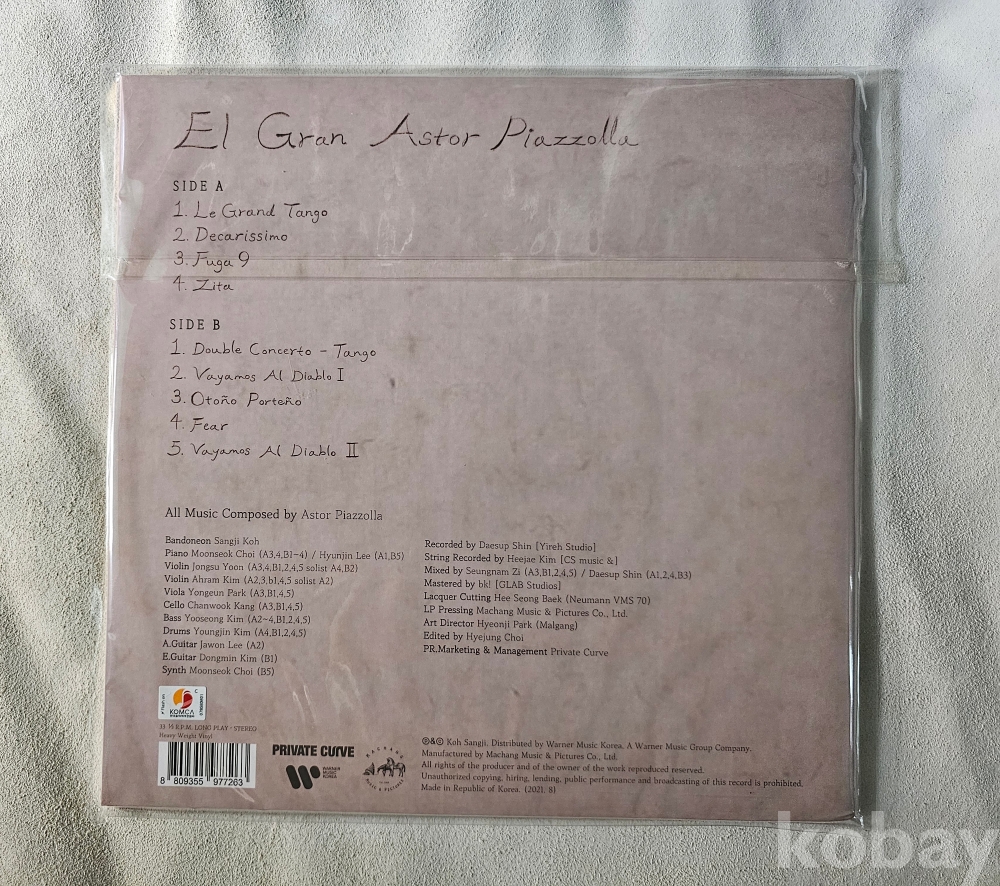 El Gran Astor Piazzolla
SIDE A
1. Le Grand Tango
2. Decarissimo
3. Fuga 9
4. Zita
SIDE B
1. Double Concerto - Tango
2. Vayamos Al Diablo I
3. Otoño Porteño
4. Fear
5. Vayamos Al Diablo II
All Music Composed by Astor Piazzolla
Bandoneon Sangji Koh
Piano Moonseok Choi (A3,4,B1~4) / Hyunjin Lee (A1,B5)
Violin Jongsu Yoon (A3,4,B1,2,4,5 solist A4,B2)
Violin Ahram Kim (A2,3,b1,4,5 solist A2)
Viola Yongeun Park (A3,B1,4,5)
Cello Chanwook Kang (A3,B1,4,5)
Bass Yooseong Kim (A2~4,B1,2,4,5)
Drums Youngjin Kim (A4,B1,2,4,5)
A.Guitar Jawon Lee (A2)
E.Guitar Dongmin Kim (B1)
Synth Moonseok Choi (B5)
Recorded by Daesup Shin [Yireh Studio]
String Recorded by Heejae Kim [CS music &]
Mixed by Seungnam Zi (A3,B1,2,4,5) / Daesup Shin (A1,2,4,B3)
Mastered by bk! [GLAB Studios]
Lacquer Cutting Hee Seong Baek (Neumann VMS 70)
LP Pressing Machang Music & Pictures Co., Ltd.
Art Director Hyeonji Park (Malgang)
Edited by Hyejung Choi
PR.Marketing & Management Private Curve
KOMCA
33 ⅓ R.P.M. LONG PLAY - STEREO
Heavy Weight Vinyl
8 809355 977263
PRIVATE CURVE
WARNER
MUSIC
KOREA
℗&© Koh Sangji. Distributed by Warner Music Korea, A Warner Music Group Company.
Manufactured by Machang Music & Pictures Co., Ltd.
All rights of the producer and of the owner of the work reproduced reserved.
Unauthorized copying, hiring, lending, public performance and broadcasting of this record is prohibited.
Made in Republic of Korea. (2021. 8)
kobay